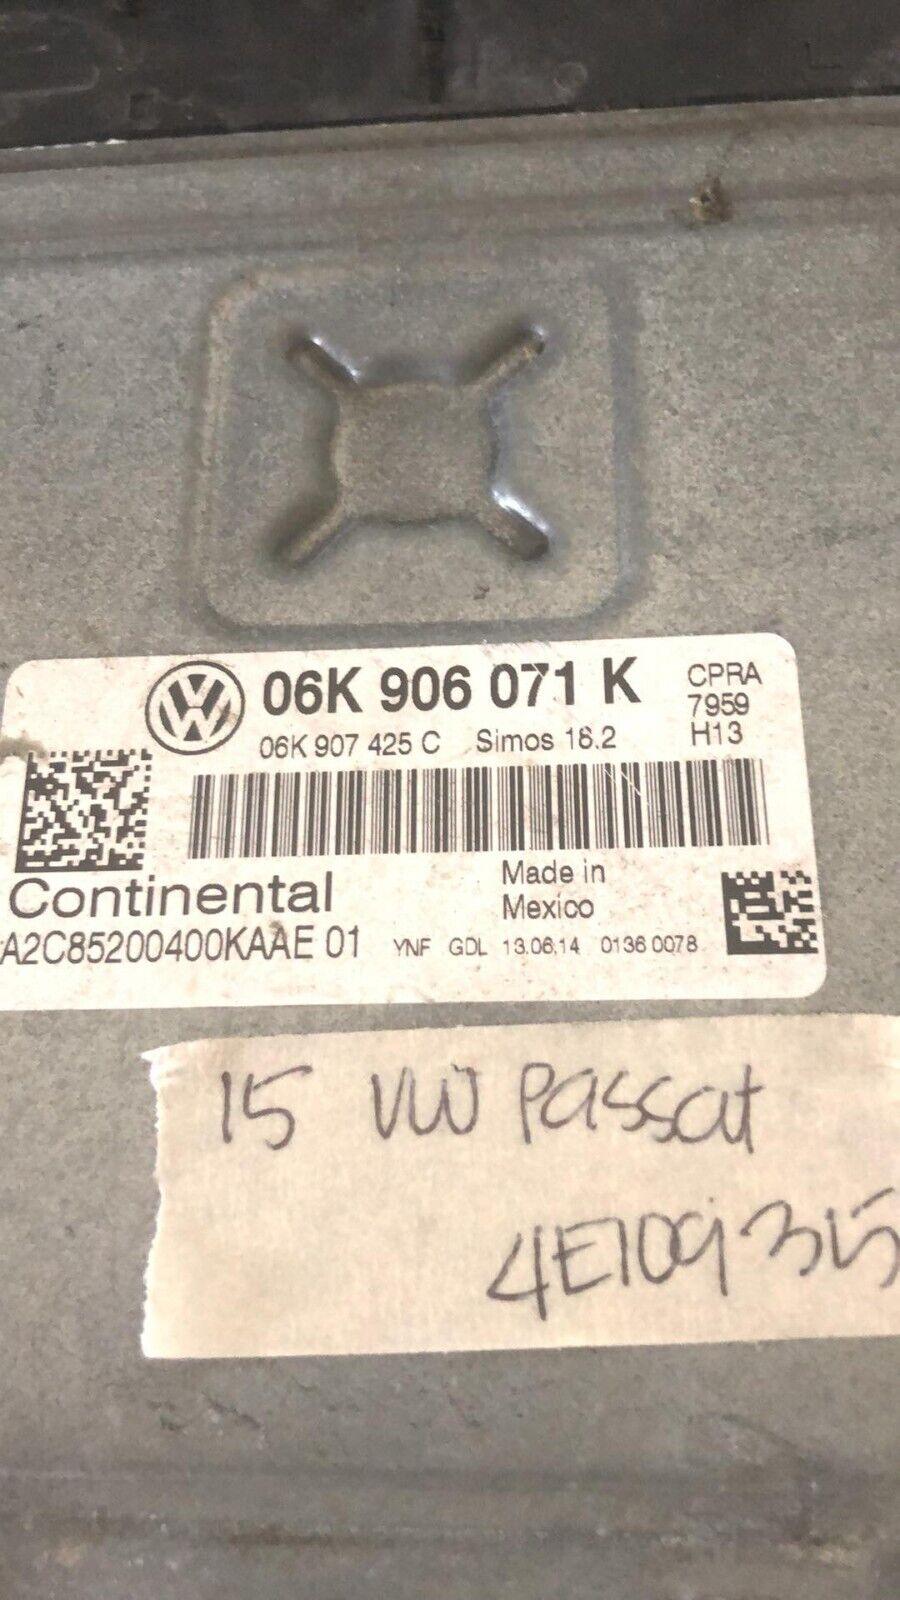 06K 906 071 K
CPRA
7959
H13
06K 907 425 C Simos 18.2
Continental
Made in
Mexico
A2C85200400KAAE 01 YNF GDL 13.06.14 0136 0078
15 VW Passat
4E109315